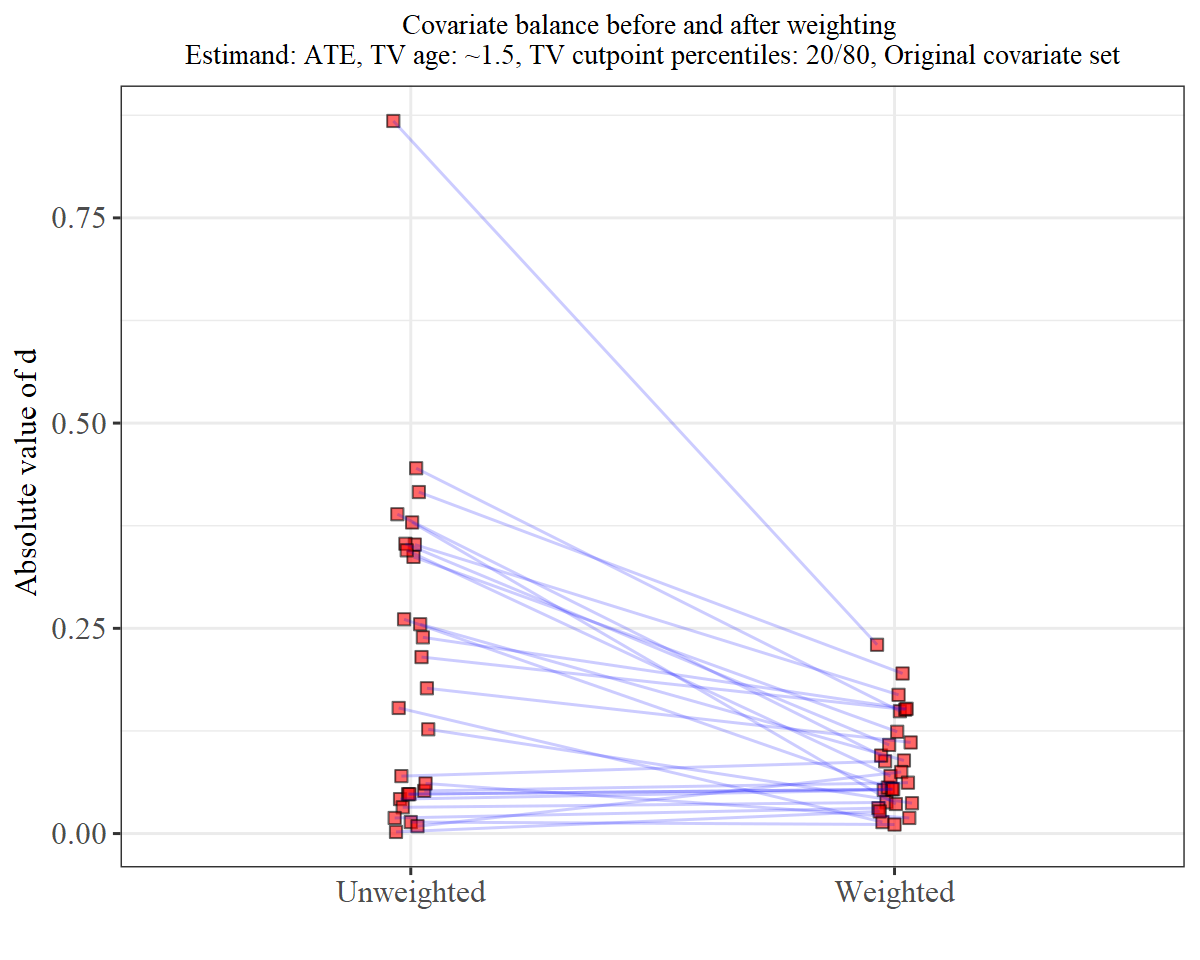 Covariate balance before and after weighting
Estimand: ATE, TV age: ~1.5, TV cutpoint percentiles: 20/80, Original covariate set
Absolute value of d
0.75
0.50
0.25
0.00
Unweighted
Weighted